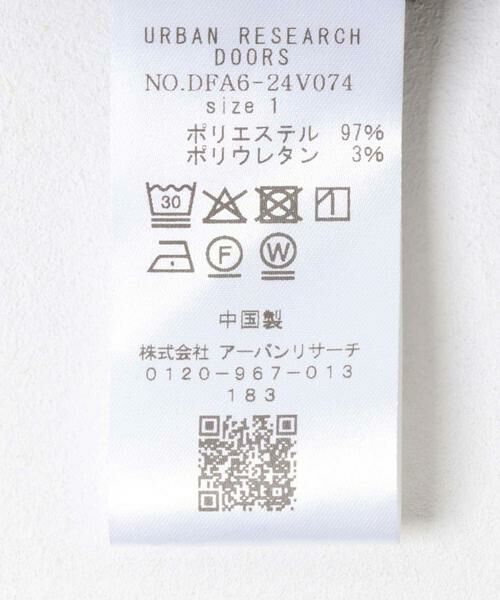 URBAN RESEARCH
DOORS
NO.DFA6-24V074
size 1
ポリエステル 97%
ポリウレタン 3%
30
F W
中国製
株式会社 アーバンリサーチ
0120-967-013
183